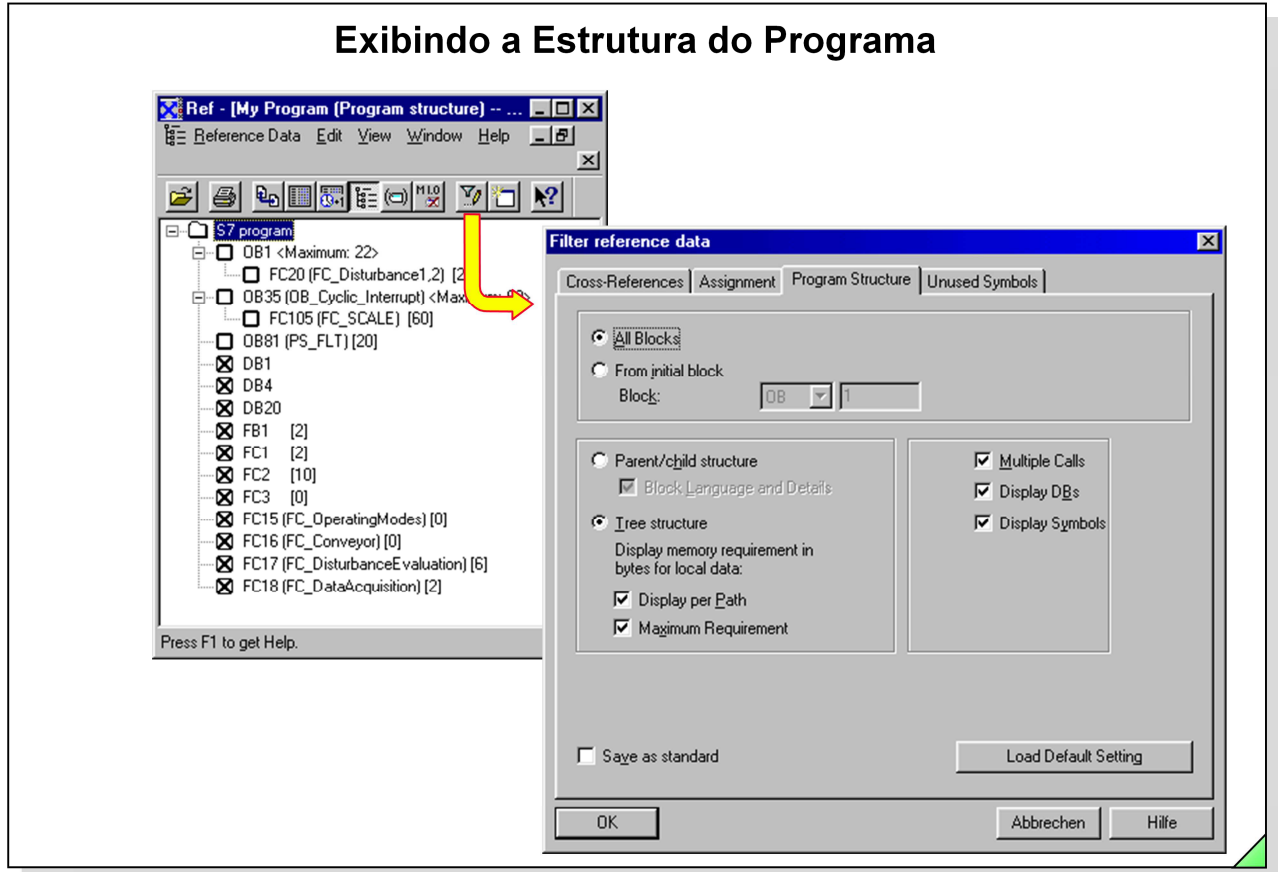 Exibindo a Estrutura do Programa
Ref - [My Program (Program structure) -- ...
Reference Data Edit View Window Help
S7 program
OB1 <Maximum: 22>
FC20 (FC_Disturbance1,2) [2
OB35 (OB_Cyclic_Interrupt)
FC105 (FC_SCALE) [60]
OB81 (PS_FLT) [20]
DB1
DB4
DB20
FB1 [2]
FC1 [2]
FC2 [10]
FC3 [0]
FC15 (FC_OperatingModes) [0]
FC16 (FC_Conveyor) [0]
FC17 (FC_DisturbanceEvaluation) [6]
FC18 (FC_DataAcquisition) [2]
Press F1 to get Help.
Filter reference data
Cross-References Assignment Program Structure Unused Symbols
All Blocks
From initial block
Block: OB 1
Parent/child structure
Block Language and Details
Tree structure
Display memory requirement in
bytes for local data:
Display per Path
Maximum Requirement
Multiple Calls
Display DBs
Display Symbols
Save as standard
Load Default Setting
OK Abbrechen Hilfe